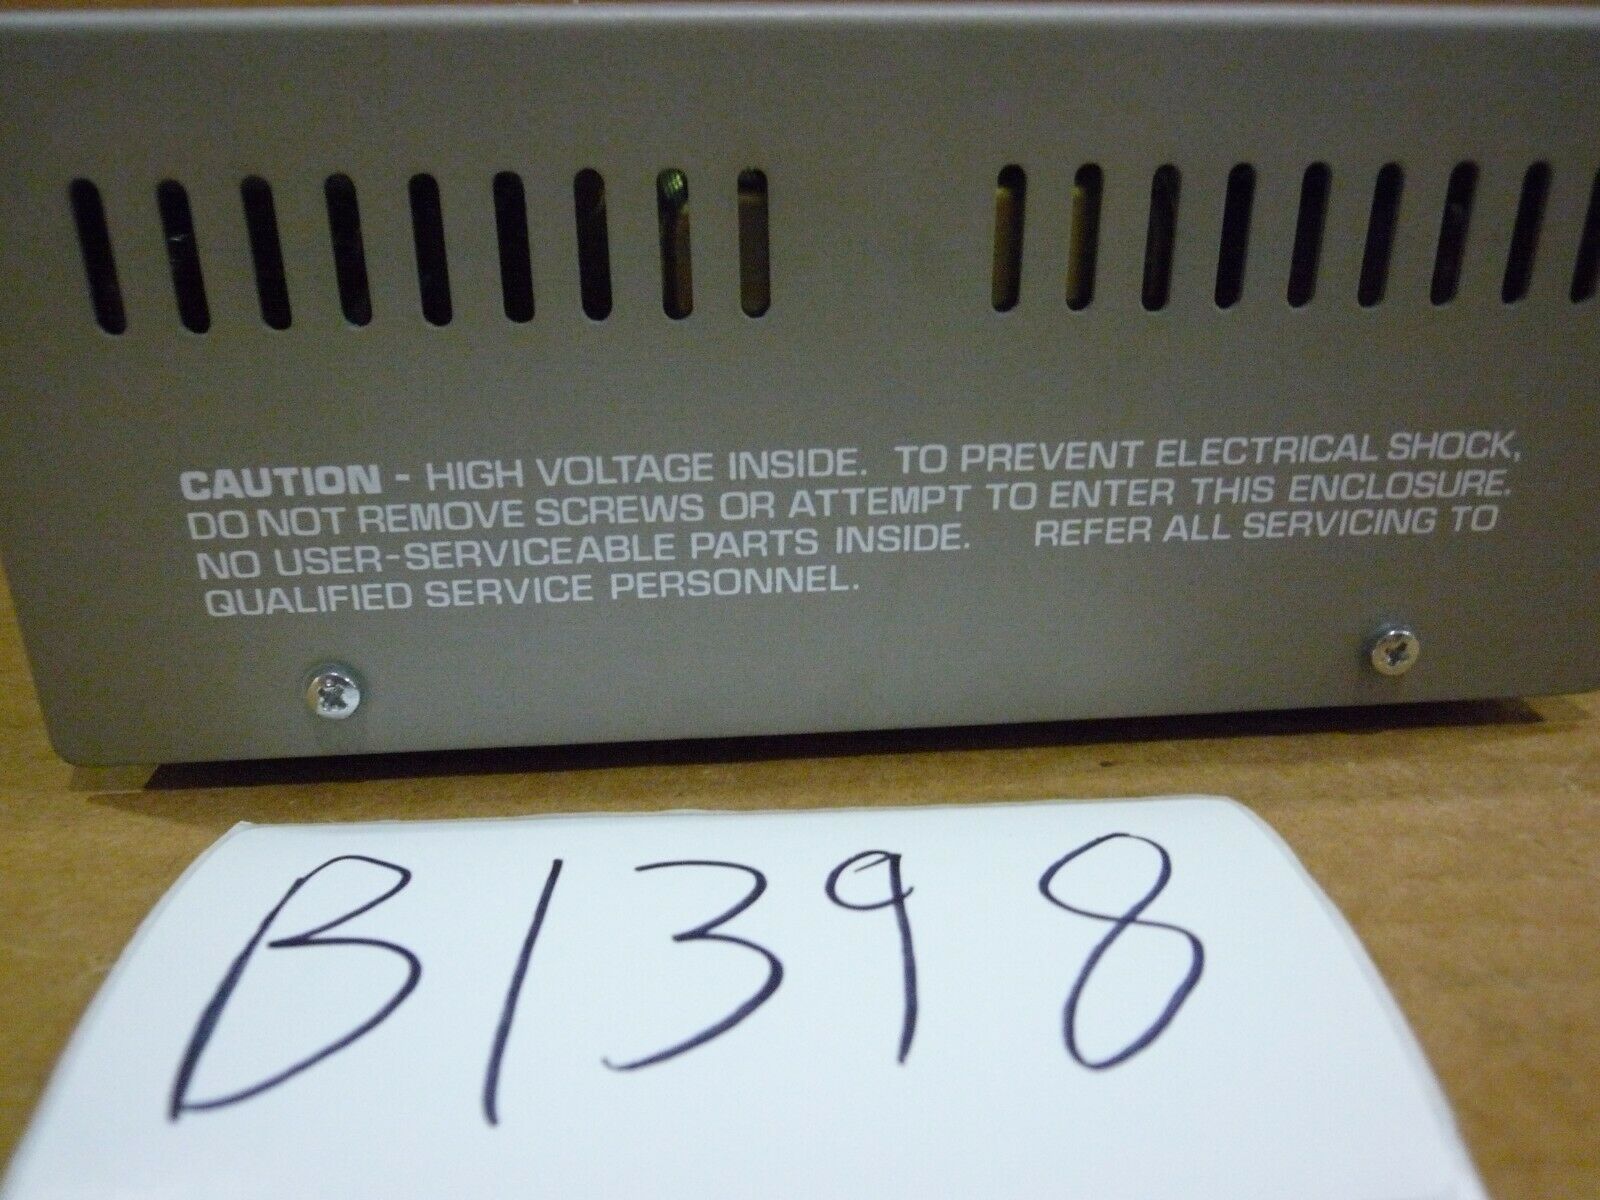 CAUTION - HIGH VOLTAGE INSIDE. TO PREVENT ELECTRICAL SHOCK,
DO NOT REMOVE SCREWS OR ATTEMPT TO ENTER THIS ENCLOSURE.
NO USER-SERVICEABLE PARTS INSIDE. REFER ALL SERVICING TO
QUALIFIED SERVICE PERSONNEL.
B1398